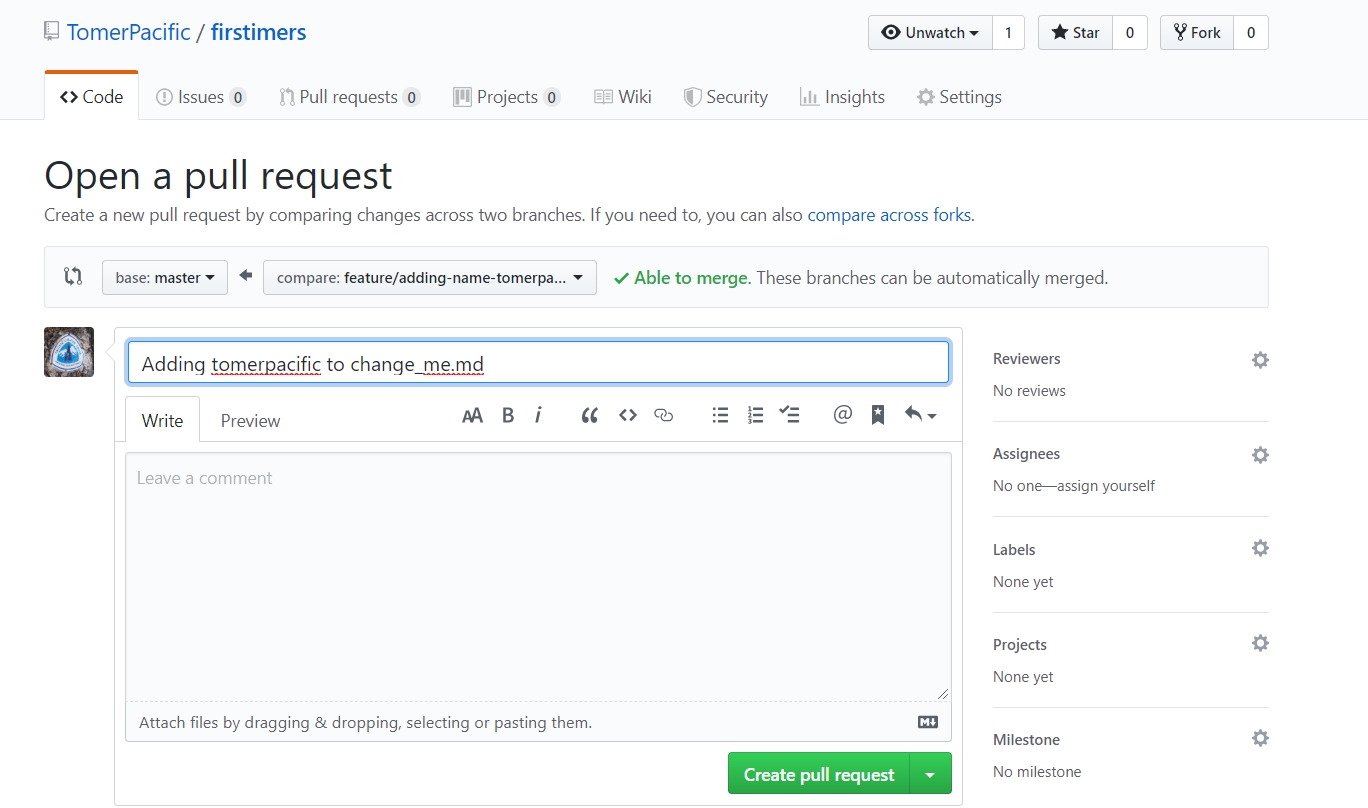 TomerPacific / firstimers
Unwatch 1 Star 0 Fork 0
Code Issues 0 Pull requests 0 Projects 0 Wiki Security Insights Settings
Open a pull request
Create a new pull request by comparing changes across two branches. If you need to, you can also compare across forks.
base: master compare: feature/adding-name-tomerpa... Able to merge. These branches can be automatically merged.
Adding tomerpacific to change_me.md
Write Preview AA B i
Leave a comment
Attach files by dragging & dropping, selecting or pasting them.
Create pull request
Reviewers
No reviews
Assignees
No one—assign yourself
Labels
None yet
Projects
None yet
Milestone
No milestone